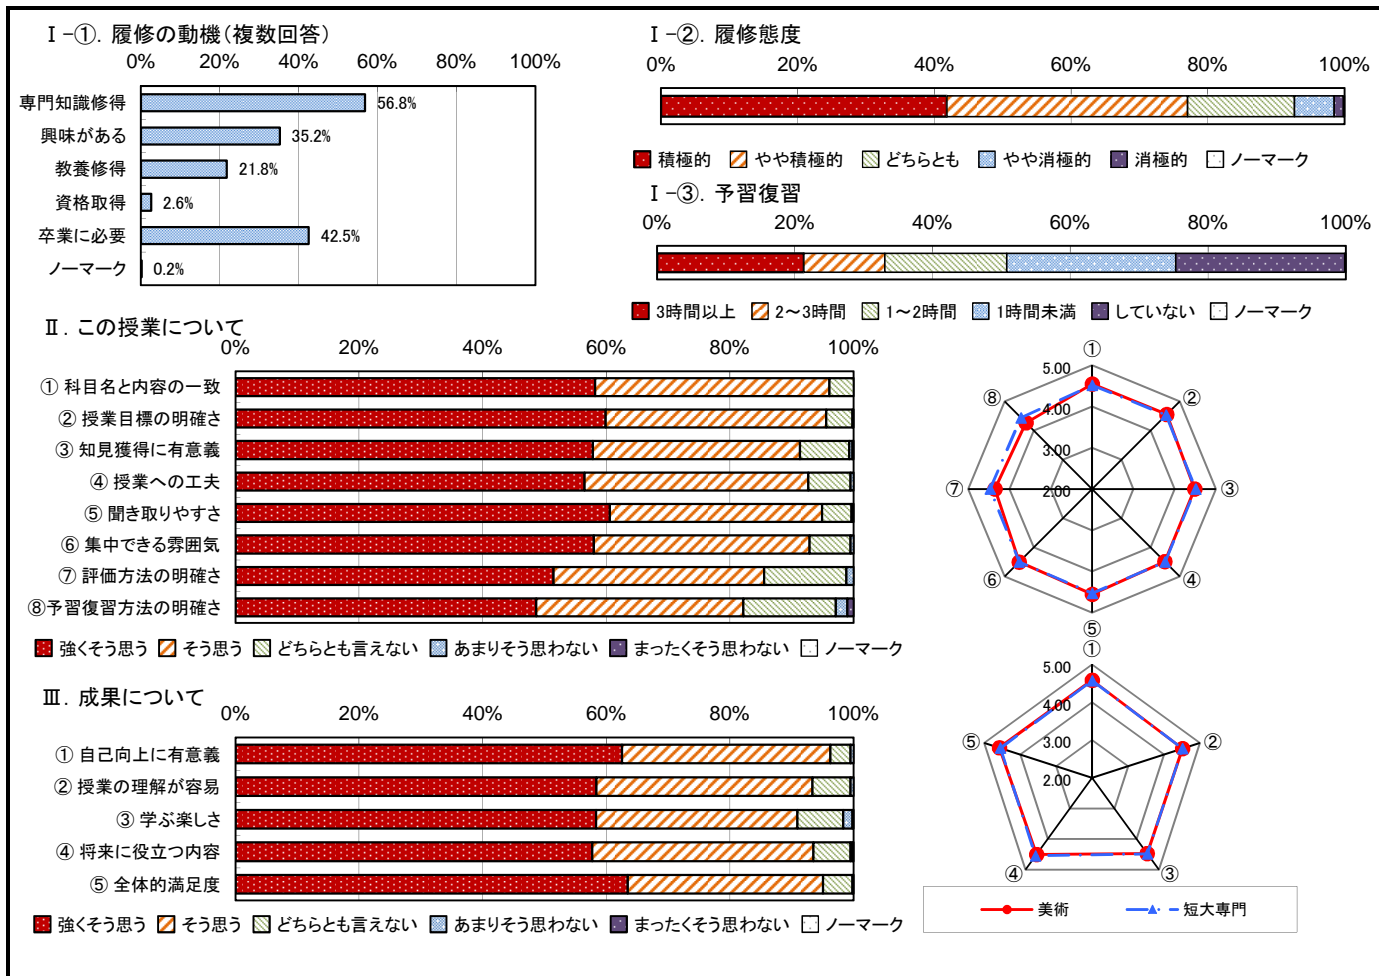 Ⅰ-①．履修の動機（複数回答）
0% 20% 40% 60% 80% 100%
専門知識修得 56.8%
興味がある 35.2%
教養修得 21.8%
資格取得 2.6%
卒業に必要 42.5%
ノーマーク 0.2%
Ⅰ-②．履修態度
0% 20% 40% 60% 80% 100%
積極的 やや積極的 どちらとも やや消極的 消極的 ノーマーク
Ⅰ-③．予習復習
0% 20% 40% 60% 80% 100%
3時間以上 2～3時間 1～2時間 1時間未満 していない ノーマーク
Ⅱ．この授業について
0% 20% 40% 60% 80% 100%
① 科目名と内容の一致
② 授業目標の明確さ
③ 知見獲得に有意義
④ 授業への工夫
⑤ 聞き取りやすさ
⑥ 集中できる雰囲気
⑦ 評価方法の明確さ
⑧予習復習方法の明確さ
強くそう思う そう思う どちらとも言えない あまりそう思わない まったくそう思わない ノーマーク
①
②
③
④
⑤
⑥
⑦
⑧
5.00
4.00
3.00
2.00
Ⅲ．成果について
0% 20% 40% 60% 80% 100%
① 自己向上に有意義
② 授業の理解が容易
③ 学ぶ楽しさ
④ 将来に役立つ内容
⑤ 全体的満足度
強くそう思う そう思う どちらとも言えない あまりそう思わない まったくそう思わない ノーマーク
①
②
③
④
⑤
5.00
4.00
3.00
2.00
美術 短大専門